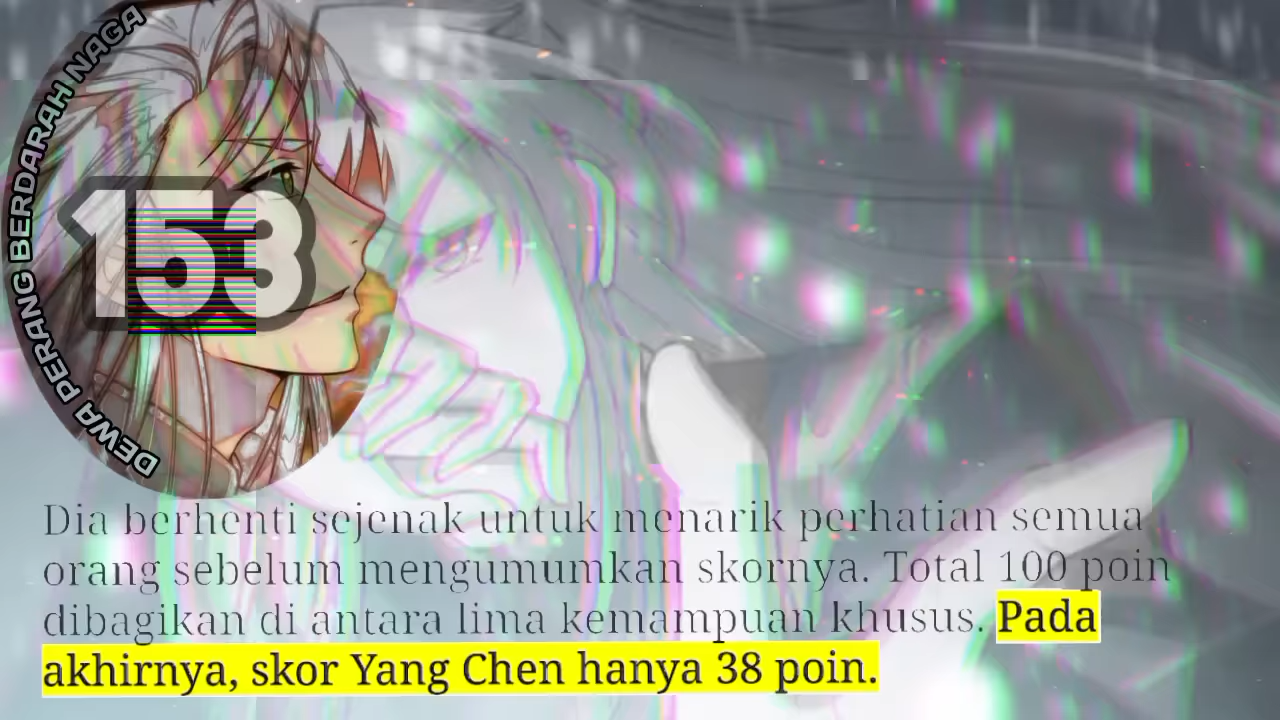 DEWA PERANG BERDARAH NAGA
153
Dia berhenti sejenak untuk menarik perhatian semua
orang sebelum mengumumkan skornya. Total 100 poin
dibagikan di antara lima kemampuan khusus. Pada
akhirnya, skor Yang Chen hanya 38 poin.